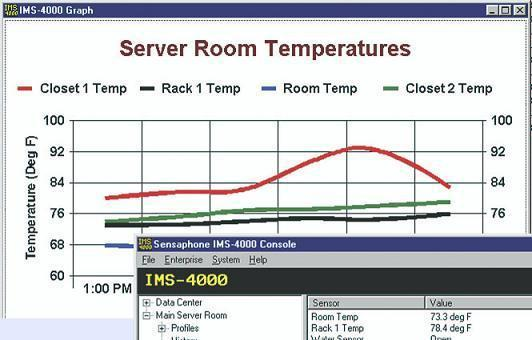 IMS-4000 Graph
Server Room Temperatures
Closet 1 Temp Rack 1 Temp Room Temp Closet 2 Temp
Temperature (Deg F)
100 100
92 92
84 84
76 76
68
60
1:00 PM
Sensaphone IMS-4000 Console
File Enterprise System Help
IMS-4000
Data Center
Main Server Room
Profiles
History
Sensor Value
Room Temp 73.3 deg F
Rack 1 Temp 78.4 deg F
Water Sensor Open